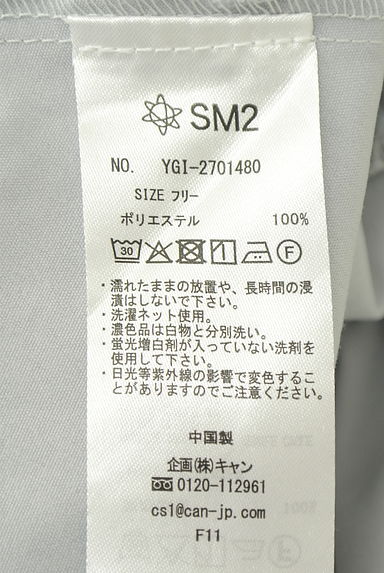 SM2
NO. YGI-2701480
SIZE フリー
ポリエステル 100%
30 F
・濡れたままの放置や、長時間の浸
漬はしないで下さい。
・洗濯ネット使用。
・濃色品は白物と分別洗い。
・蛍光増白剤が入っていない洗剤を
使用して下さい。
・日光等紫外線の影響で変色するこ
とがありますのでご注意ください。
中国製
企画(株)キャン
0120-112961
cs1@can-jp.com
F11